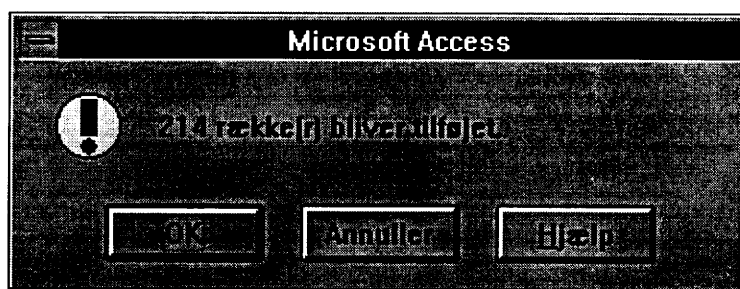 Microsoft Access
214 række(r) bliver tilføjet.
OK
Annuller
Hjælp